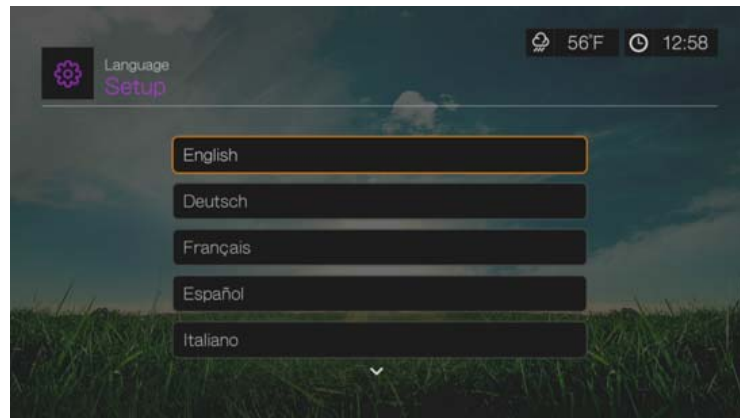 56°F
12:58
Language
Setup
English
Deutsch
Français
Español
Italiano